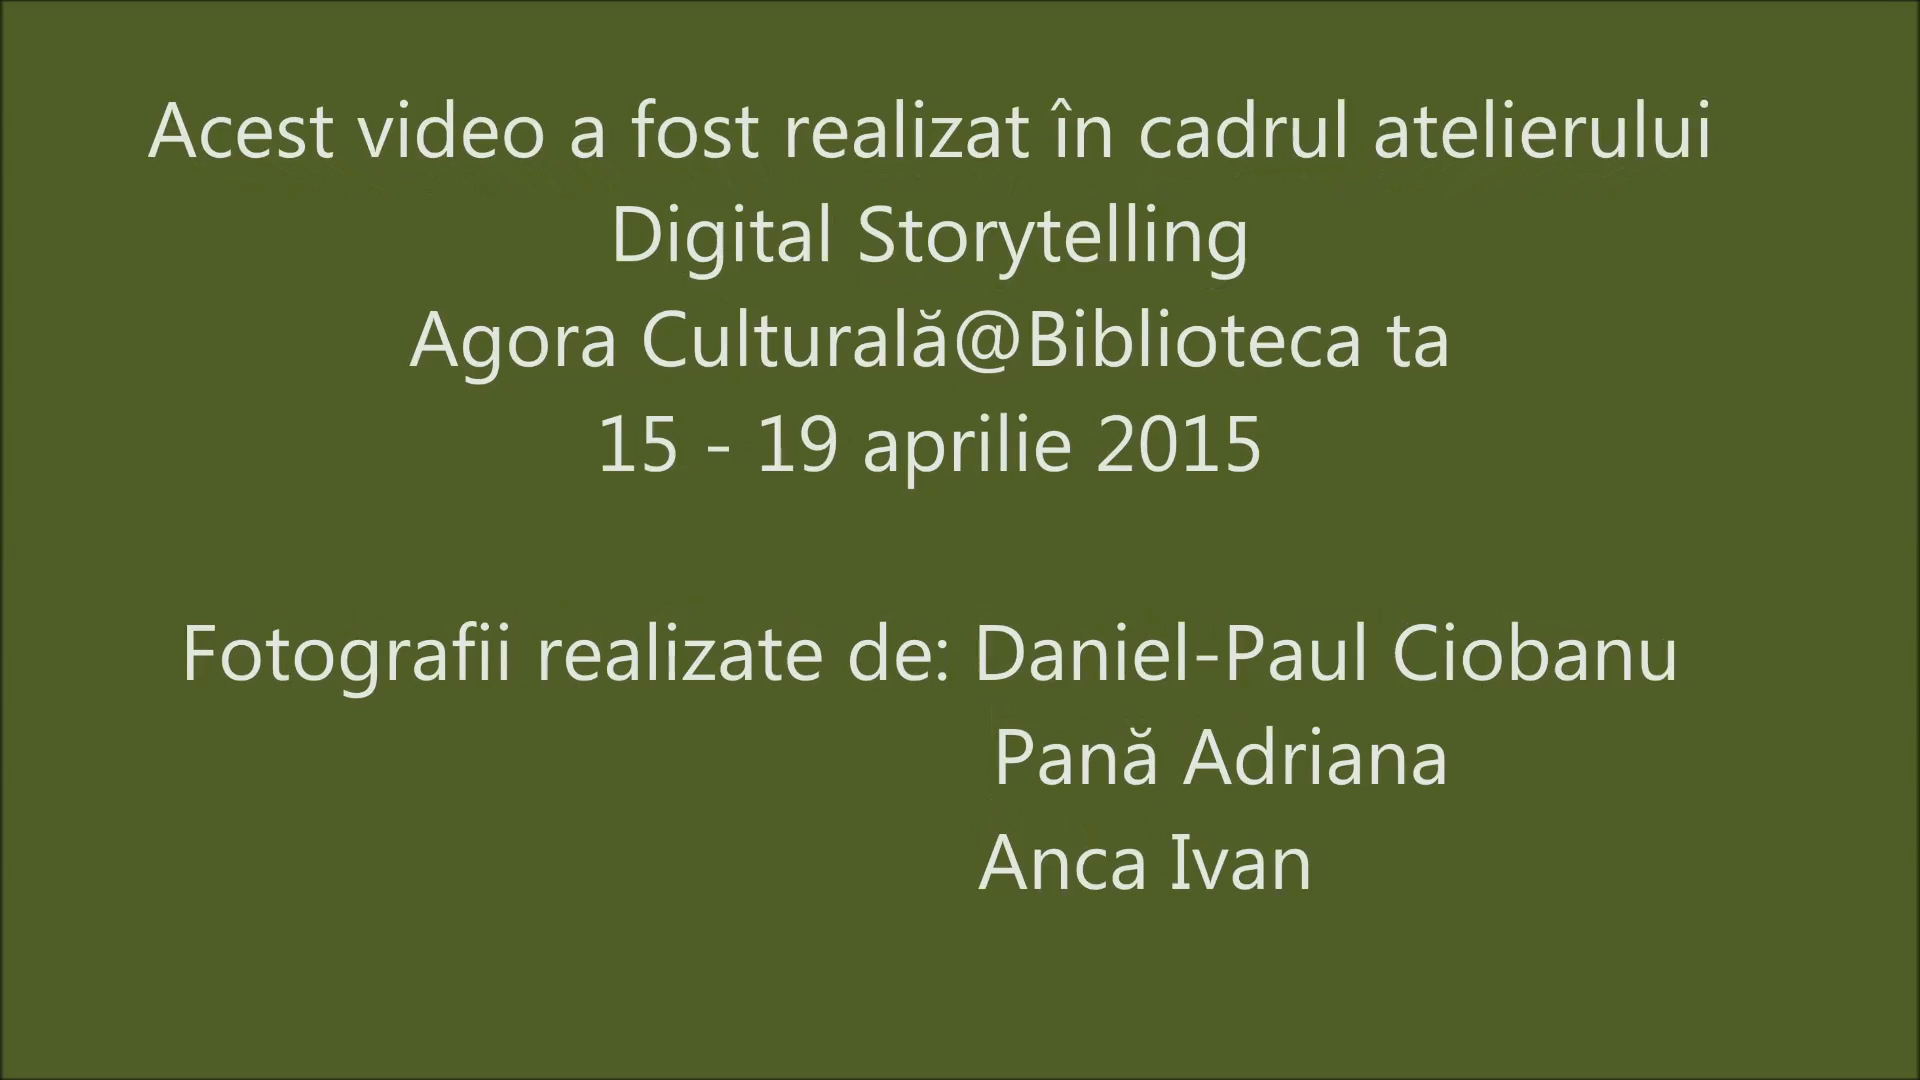 Acest video a fost realizat în cadrul atelierului
Digital Storytelling
Agora Culturală@Biblioteca ta
15 - 19 aprilie 2015
Fotografii realizate de: Daniel-Paul Ciobanu
Pană Adriana
Anca Ivan